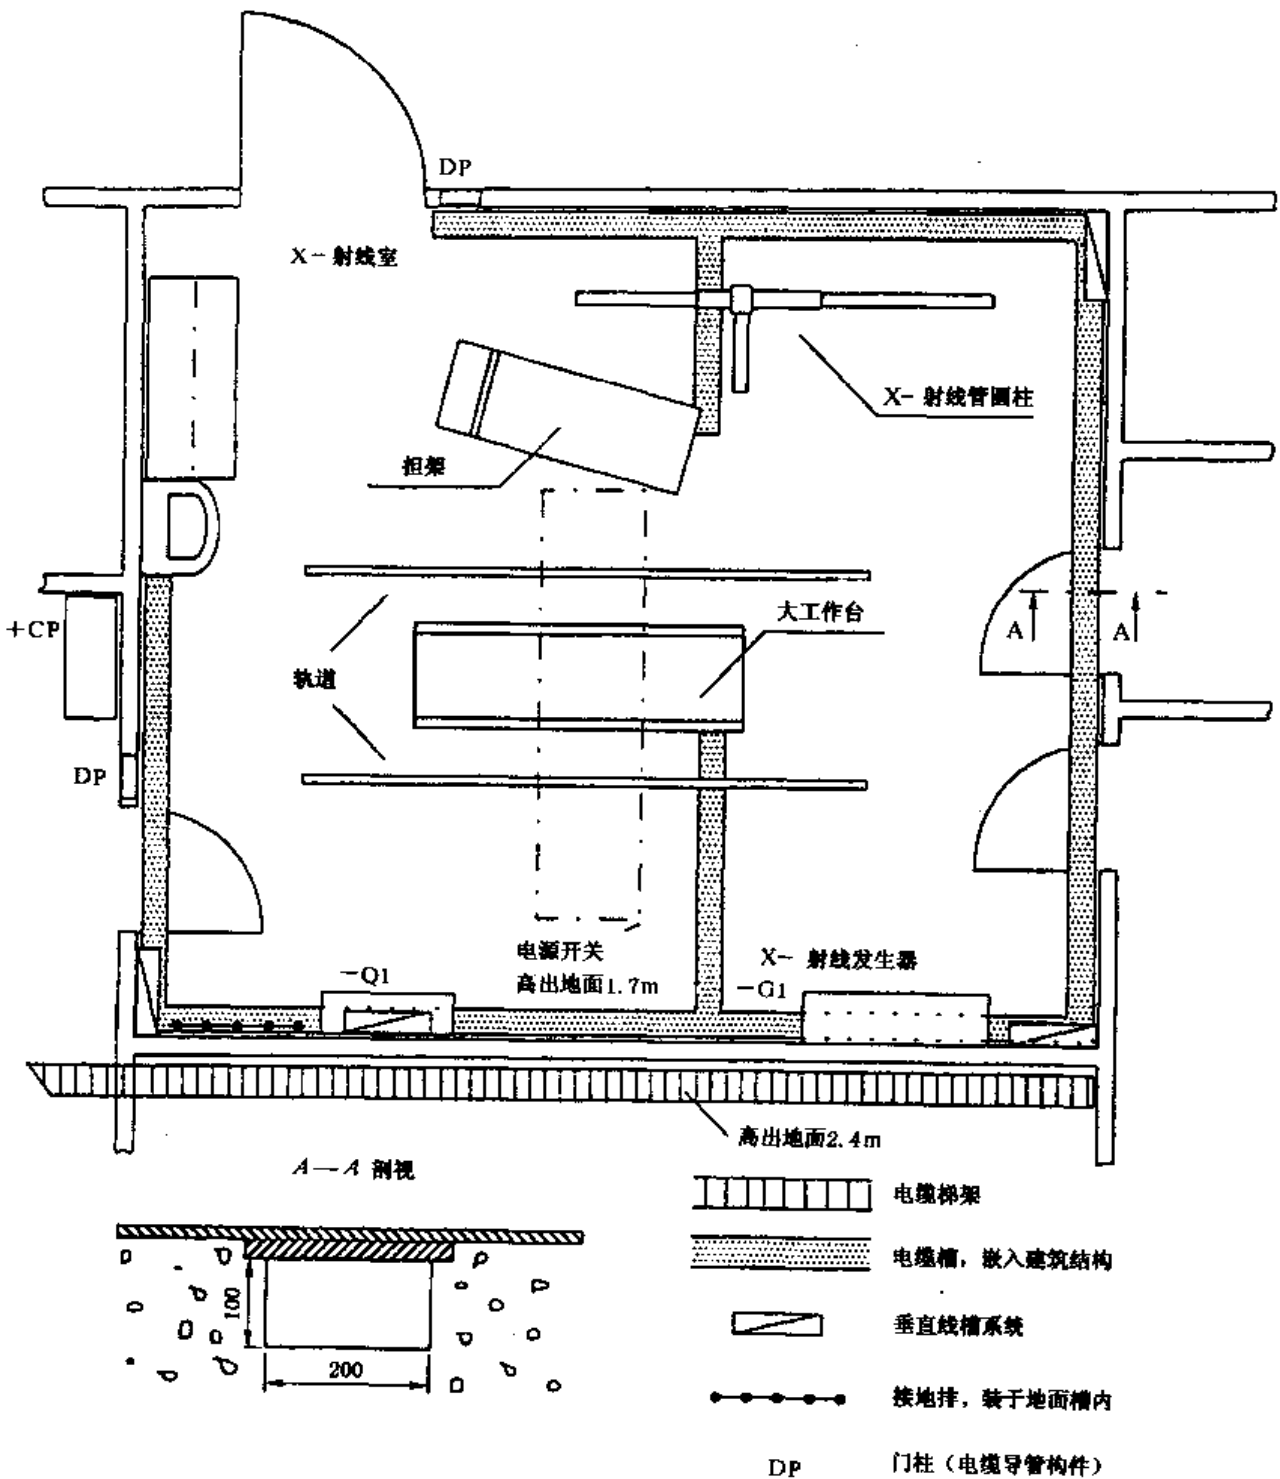 DP
X－射线室
X－射线管圆柱
担架
大工作台
A
A
+CP
轨道
DP
电源开关
高出地面1.7m
－Q1
X－射线发生器
－G1
高出地面2.4m
A—A 剖视
100
200
电缆梯架
电缆槽，嵌入建筑结构
垂直线槽系统
接地排，装于地面槽内
DP
门柱（电缆导管构件）